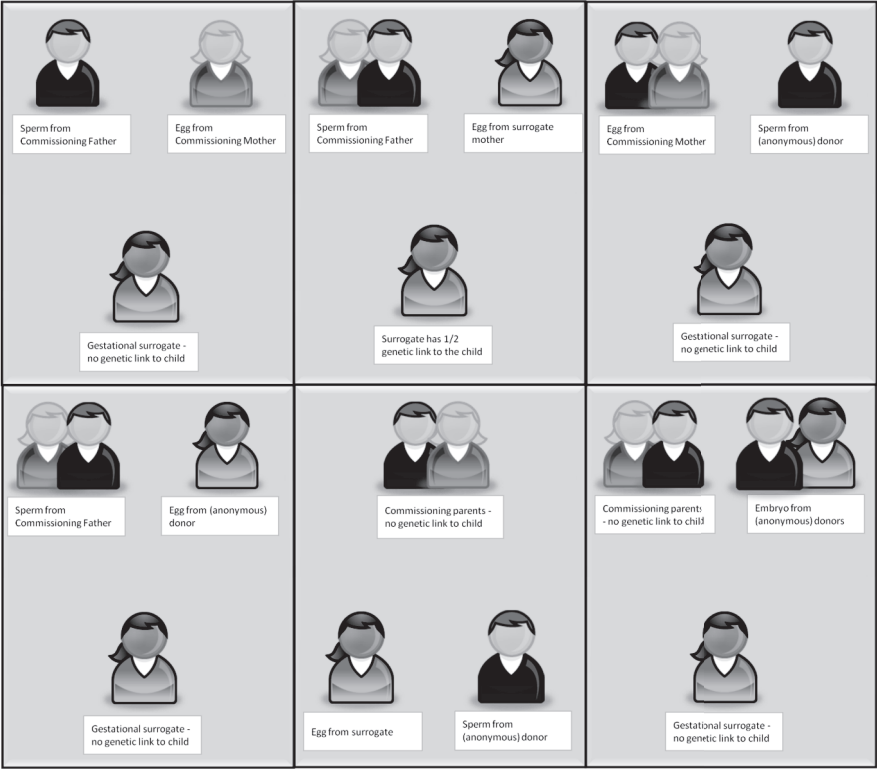 Sperm from
Commissioning Father
Egg from
Commissioning Mother
Gestational surrogate -
no genetic link to child
Sperm from
Commissioning Father
Egg from surrogate
mother
Surrogate has 1/2
genetic link to the child
Egg from
Commissioning Mother
Sperm from
(anonymous) donor
Gestational surrogate -
no genetic link to child
Sperm from
Commissioning Father
Egg from (anonymous)
donor
Gestational surrogate -
no genetic link to child
Commissioning parents -
no genetic link to child
Egg from surrogate
Sperm from
(anonymous) donor
Commissioning parents
- no genetic link to child
Embryo from
(anonymous) donors
Gestational surrogate -
no genetic link to child